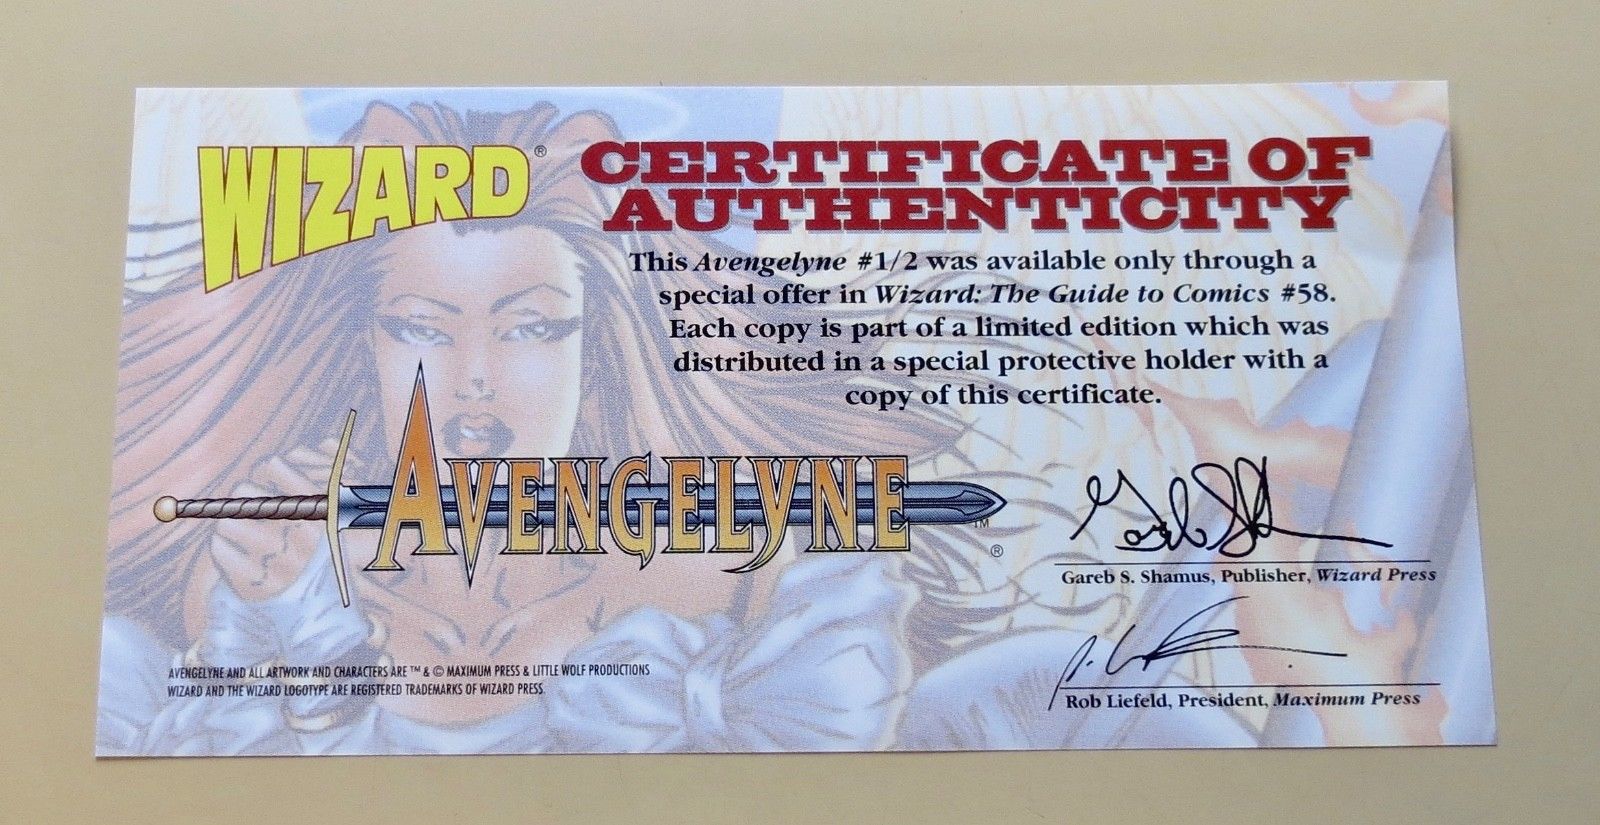 WIZARD®
CERTIFICATE OF
AUTHENTICITY
This Avengelyne #1/2 was available only through a
special offer in Wizard: The Guide to Comics #58.
Each copy is part of a limited edition which was
distributed in a special protective holder with a
copy of this certificate.
AVENGELYNE
TM
®
Gareb S. Shamus, Publisher, Wizard Press
Rob Liefeld, President, Maximum Press
AVENGELYNE AND ALL ARTWORK AND CHARACTERS ARE ™ & © MAXIMUM PRESS & LITTLE WOLF PRODUCTIONS
WIZARD AND THE WIZARD LOGOTYPE ARE REGISTERED TRADEMARKS OF WIZARD PRESS.